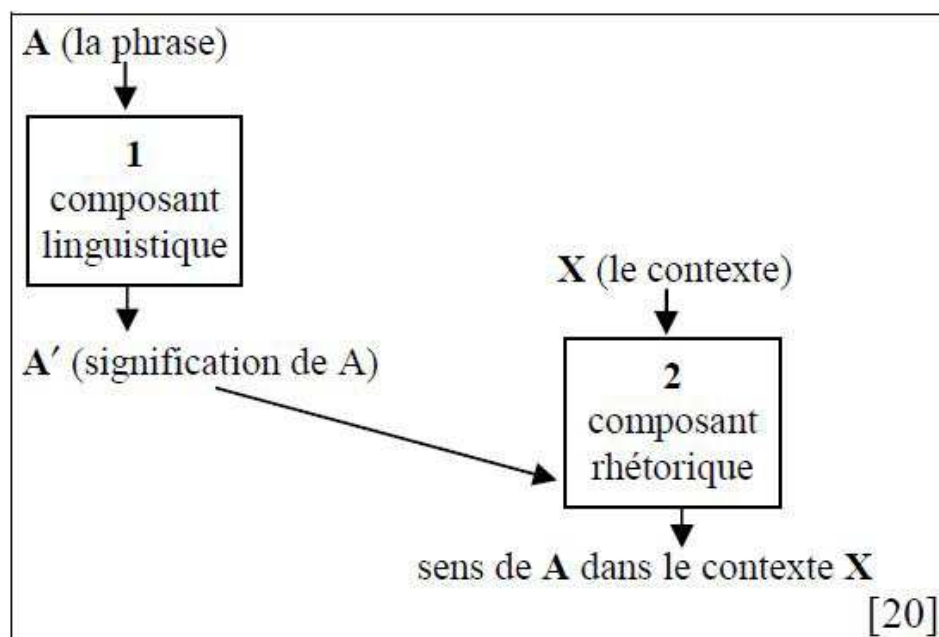 A (la phrase)
1
composant
linguistique
A′ (signification de A)
X (le contexte)
2
composant
rhétorique
sens de A dans le contexte X
[20]